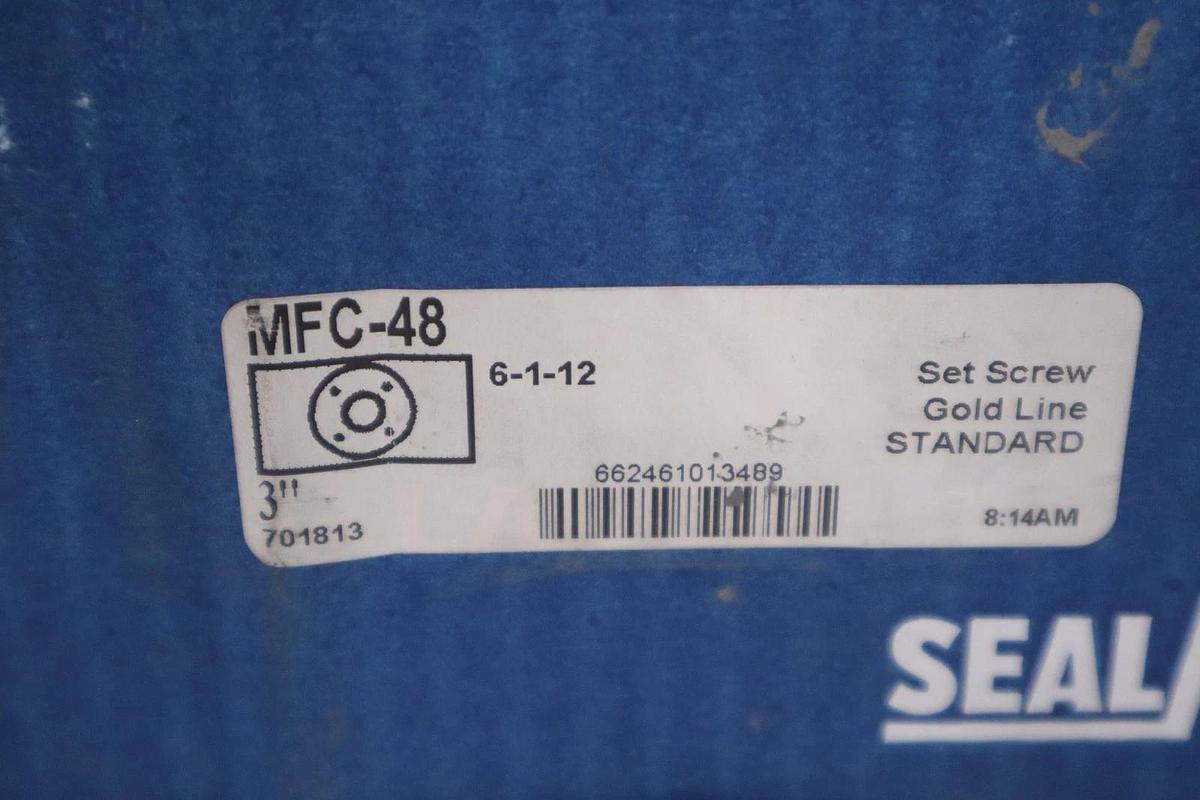 MFC-48
6-1-12
Set Screw
Gold Line
STANDARD
662461013489
3"
701813
8:14AM
SEAL